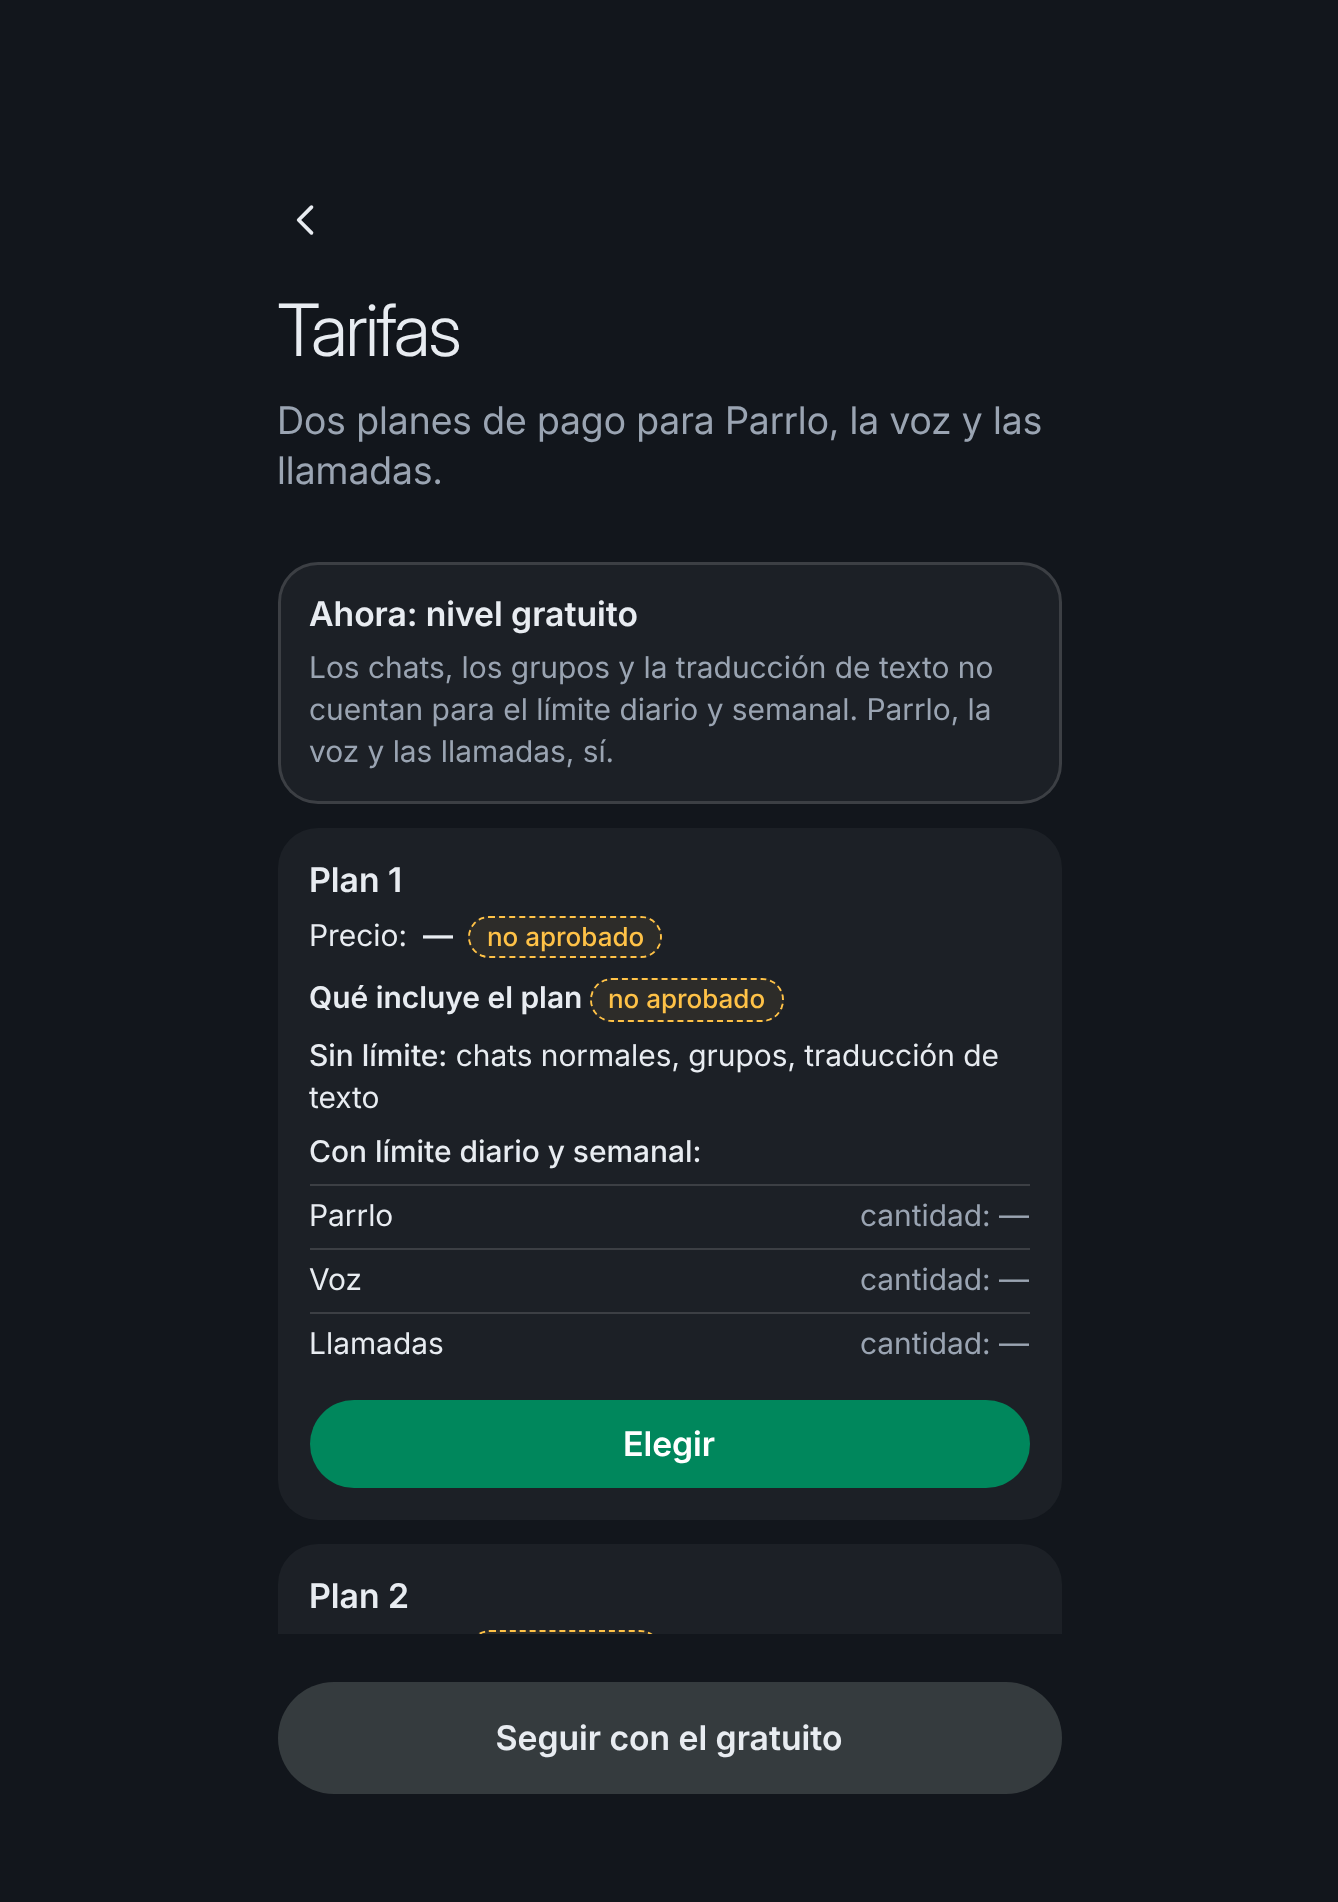 Tarifas
Dos planes de pago para Parrlo, la voz y las
llamadas.
Ahora: nivel gratuito
Los chats, los grupos y la traducción de texto no
cuentan para el límite diario y semanal. Parrlo, la
voz y las llamadas, sí.
Plan 1
Precio: — no aprobado
Qué incluye el plan no aprobado
Sin límite: chats normales, grupos, traducción de
texto
Con límite diario y semanal:
Parrlo cantidad: —
Voz cantidad: —
Llamadas cantidad: —
Elegir
Plan 2
Seguir con el gratuito